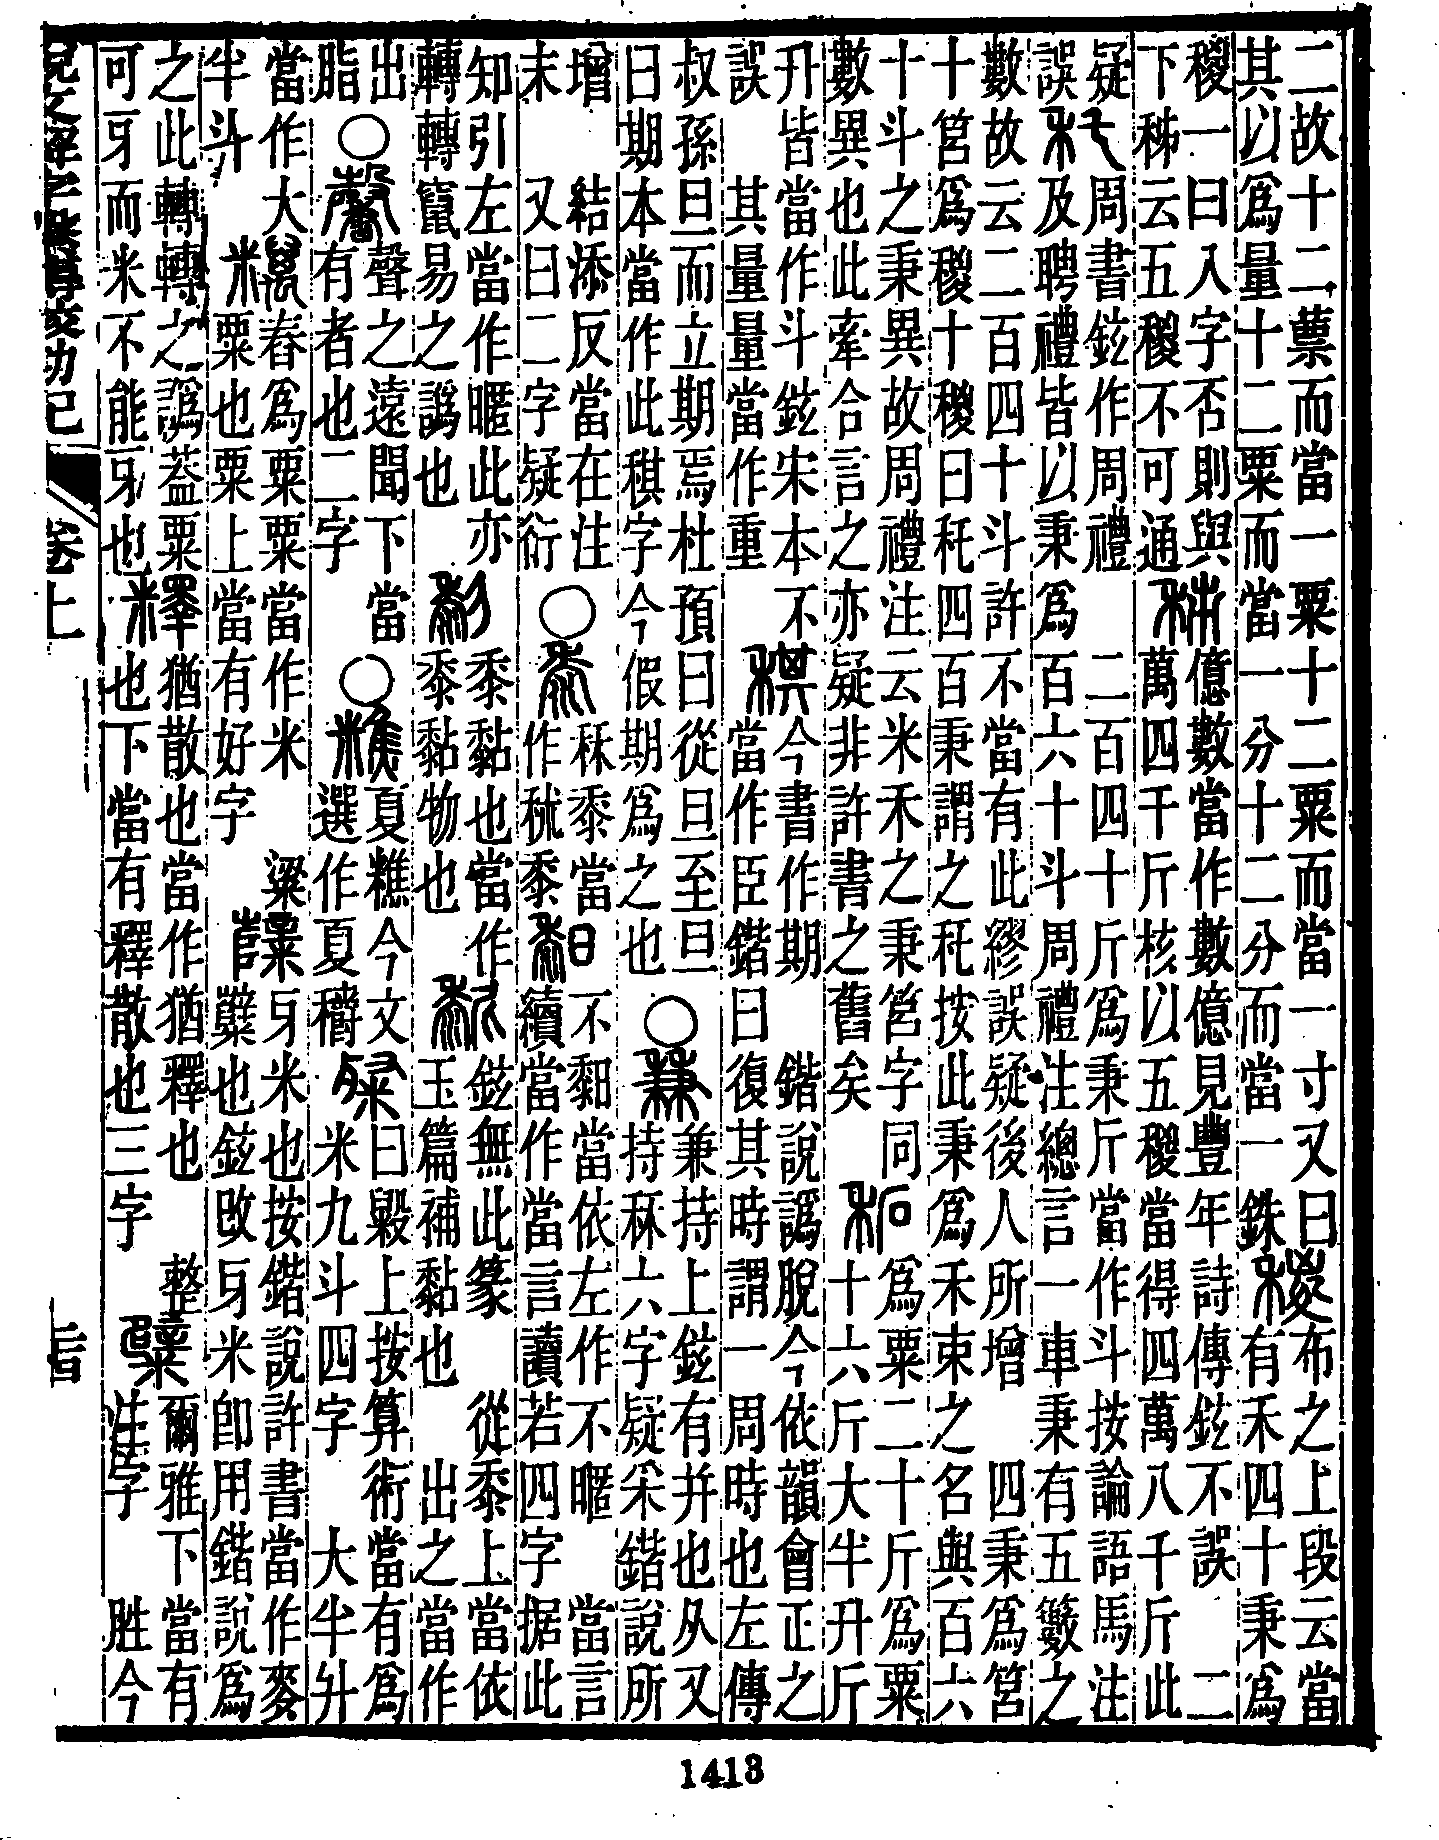 二故十二蔈而當一粟十二粟而當一寸又曰
其以爲量十二粟而當一分十二分而當一銖
稯
布之上段云當
有禾四十秉爲
稯一曰入字否則與
下秭云五稯不可通
秭
億數當作數億見豐年詩傳鉉不誤 二
萬四千斤核以五稯當得四萬八千斤 此
疑
誤
秅
周書鉉作周禮
及聘禮皆以秉爲
二百四十斤爲秉斤當作斗按論語馬注
百六十斗周禮注總言一車秉有五籔之
數故云二百四十斗許不當有此繆誤疑後人所增
十筥爲稯十稯曰秅四百秉謂之秅按此秉爲禾束之
四秉爲筥
名與百六
十斗之秉異故周禮注云米禾之秉筥字同
數異也此牽合言之亦疑非許書之舊矣
䄷
爲粟二十斤爲粟
十六斤大半升斤
升皆當作斗鉉宋本不
誤 其量量當作重
稘
今書作期
當作臣鍇曰
鍇說譌脫今依韻會正之
復其時謂一周時也左傳
叔孫旦而立期焉杜預曰從旦至旦
日期本當作此稘字今假期爲之也
○兼
兼持上鉉有并也从又
持秝六字疑采鍇說所
增
末
結添反當在注
又曰二字疑衍
○黍
秝黍當
作秫黍
䵒
不䵑當依左作不暱
續當作當言讀若四字
當言
据此
知引左當作暱此亦
轉轉竄易之譌也
黎
黍黏也當作
黍黏物也
鉉無此篆
玉篇補黏也
從黍上當依
出之當作
出
脂
○馨
聲之遠聞下當
有者也二字
○糕
夏糕今文
選作夏穱
曰毇上按算術當有爲
米九斗四字 大半升
當作大
半斗
舂爲粟粟當作米
粟也粟上當有好字
粱
糱
牙米也按鍇說許書當作麥
糱也鉉改牙米卽用鍇說爲
之此轉轉之譌葢粟
可牙而米不能牙也
釋
猶散也當作猶釋也
也下當有釋散也三字
整
糪
爾雅下當有
注字 胜今
校勘記 卷上
1413